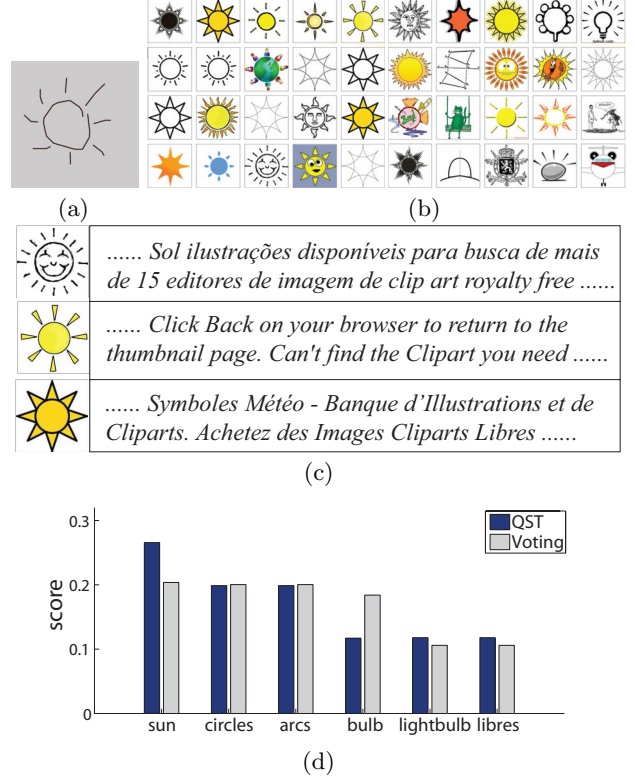 (a)
(b)
...... Sol ilustrações disponíveis para busca de mais
de 15 editores de imagem de clip art royalty free ......
...... Click Back on your browser to return to the
thumbnail page. Can't find the Clipart you need ......
...... Symboles Météo - Banque d'Illustrations et de
Cliparts. Achetez des Images Cliparts Libres ......
(c)
0.3
0.2
0.1
0
score
QST
Voting
sun circles arcs bulb lightbulb libres
(d)